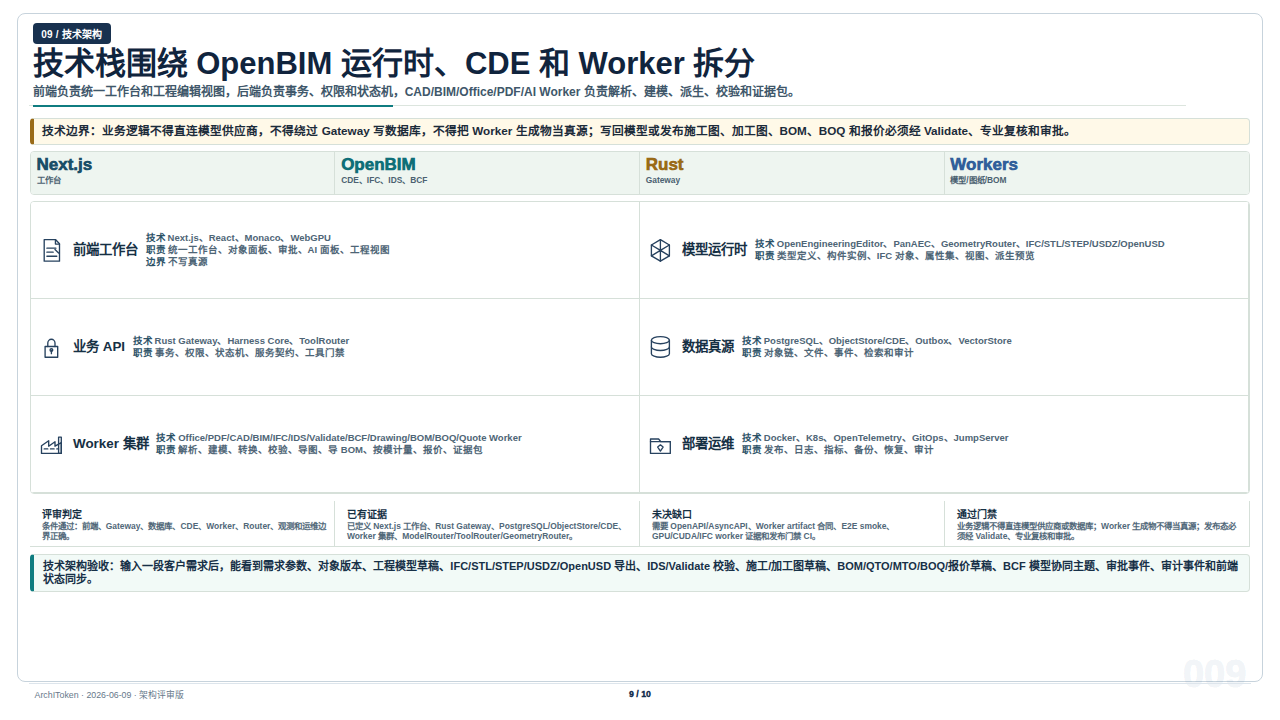 09 / 技术架构
技术栈围绕 OpenBIM 运行时、CDE 和 Worker 拆分
前端负责统一工作台和工程编辑视图，后端负责事务、权限和状态机，CAD/BIM/Office/PDF/AI Worker 负责解析、建模、派生、校验和证据包。
技术边界：业务逻辑不得直连模型供应商，不得绕过 Gateway 写数据库，不得把 Worker 生成物当真源；写回模型或发布施工图、加工图、BOM、BOQ 和报价必须经 Validate、专业复核和审批。
Next.js
工作台
OpenBIM
CDE、IFC、IDS、BCF
Rust
Gateway
Workers
模型/图纸/BOM
前端工作台
技术 Next.js、React、Monaco、WebGPU
职责 统一工作台、对象面板、审批、AI 面板、工程视图
边界 不写真源
模型运行时
技术 OpenEngineeringEditor、PanAEC、GeometryRouter、IFC/STL/STEP/USDZ/OpenUSD
职责 类型定义、构件实例、IFC 对象、属性集、视图、派生预览
业务 API
技术 Rust Gateway、Harness Core、ToolRouter
职责 事务、权限、状态机、服务契约、工具门禁
数据真源
技术 PostgreSQL、ObjectStore/CDE、Outbox、VectorStore
职责 对象链、文件、事件、检索和审计
Worker 集群
技术 Office/PDF/CAD/BIM/IFC/IDS/Validate/BCF/Drawing/BOM/BOQ/Quote Worker
职责 解析、建模、转换、校验、导图、导 BOM、按模计量、报价、证据包
部署运维
技术 Docker、K8s、OpenTelemetry、GitOps、JumpServer
职责 发布、日志、指标、备份、恢复、审计
评审判定
条件通过：前端、Gateway、数据库、CDE、Worker、Router、观测和运维边
界正确。
已有证据
已定义 Next.js 工作台、Rust Gateway、PostgreSQL/ObjectStore/CDE、
Worker 集群、ModelRouter/ToolRouter/GeometryRouter。
未决缺口
需要 OpenAPI/AsyncAPI、Worker artifact 合同、E2E smoke、
GPU/CUDA/IFC worker 证据和发布门禁 CI。
通过门禁
业务逻辑不得直连模型供应商或数据库；Worker 生成物不得当真源；发布态必
须经 Validate、专业复核和审批。
技术架构验收：输入一段客户需求后，能看到需求参数、对象版本、工程模型草稿、IFC/STL/STEP/USDZ/OpenUSD 导出、IDS/Validate 校验、施工/加工图草稿、BOM/QTO/MTO/BOQ/报价草稿、BCF 模型协同主题、审批事件、审计事件和前端
状态同步。
009
ArchIToken · 2026-06-09 · 架构评审版
9 / 10